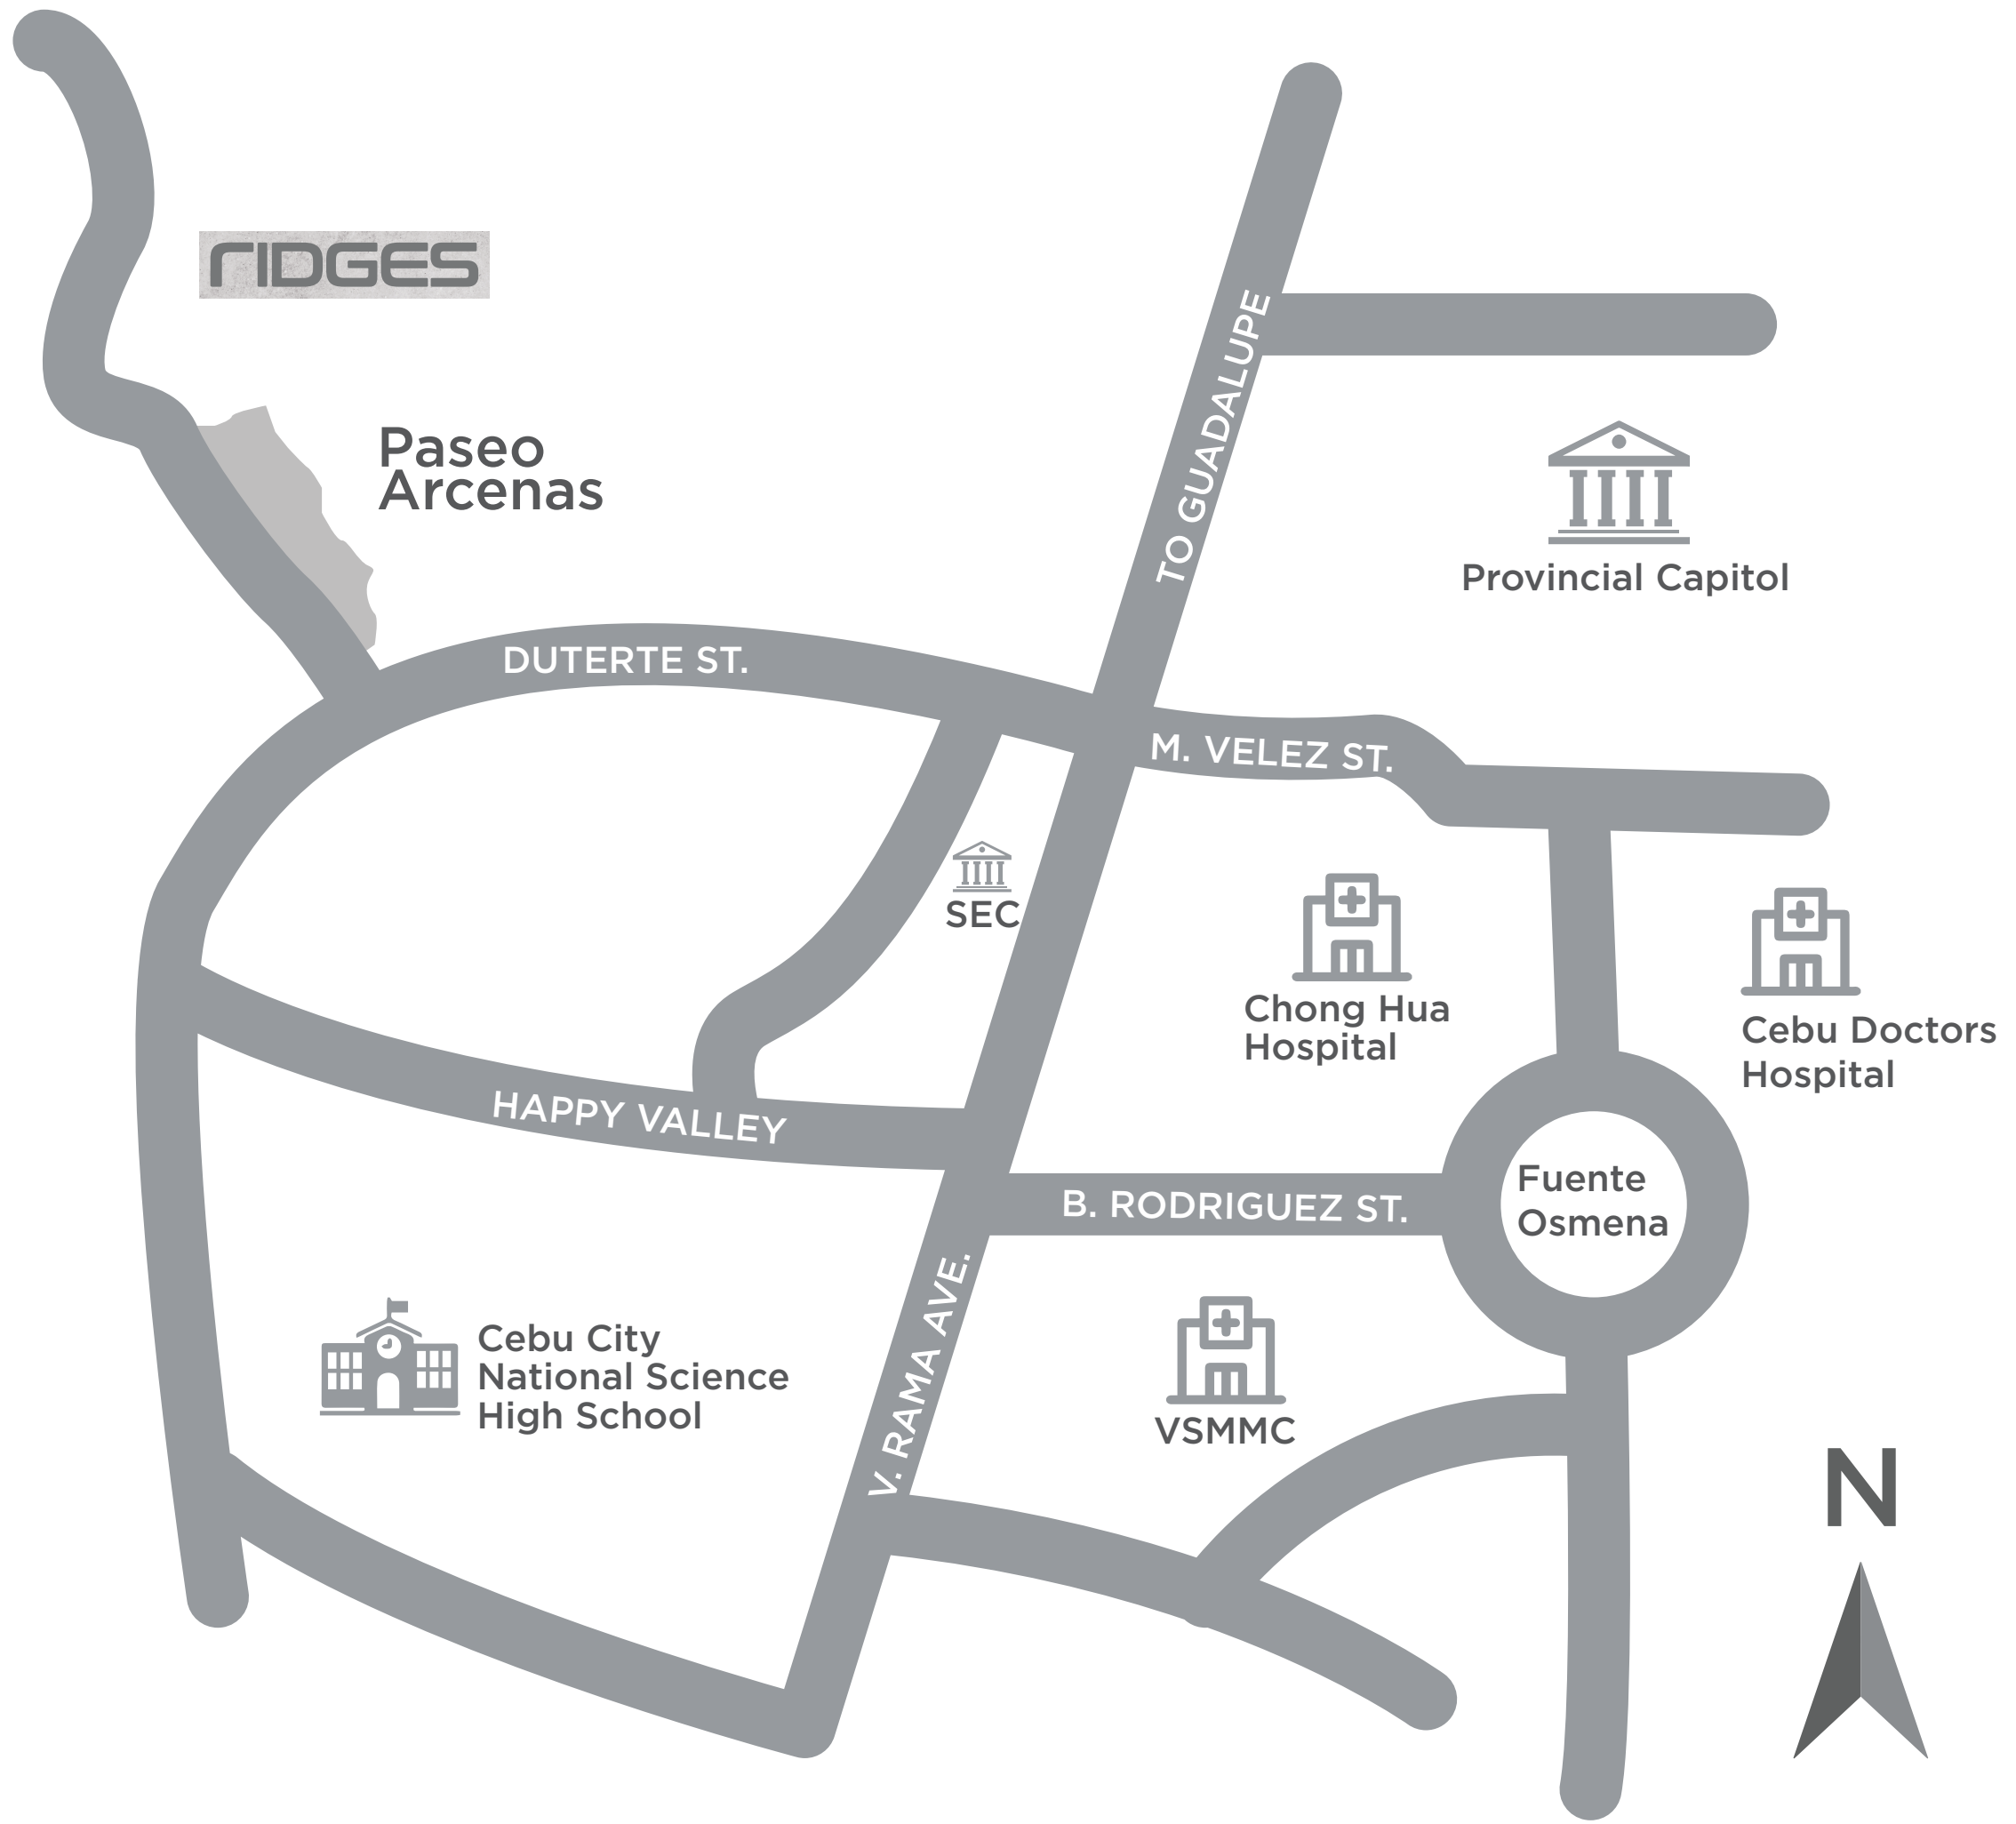 rIDGES
Paseo
Arcenas
TO GUADALUPE
Provincial Capitol
DUTERTE ST.
M. VELEZ ST.
SEC
Chong Hua
Hospital
Cebu Doctors
Hospital
HAPPY VALLEY
B. RODRIGUEZ ST.
Fuente
Osmena
V. RAMA AVE.
Cebu City
National Science
High School
VSMMC
N